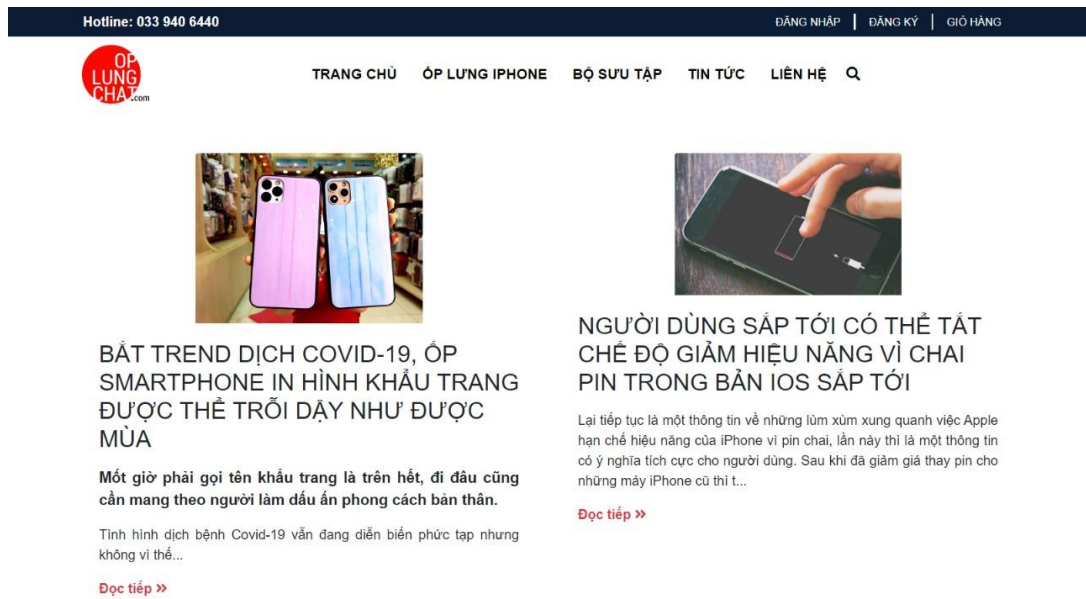 Hotline: 033 940 6440
ĐĂNG NHẬP
ĐĂNG KÝ
GIỎ HÀNG
OP
LUNG
CHAT.com
TRANG CHỦ
ỐP LƯNG IPHONE
BỘ SƯU TẬP
TIN TỨC
LIÊN HỆ
BẮT TREND DỊCH COVID-19, ỐP
SMARTPHONE IN HÌNH KHẨU TRANG
ĐƯỢC THỂ TRỖI DẬY NHƯ ĐƯỢC
MÙA
Mốt giờ phải gọi tên khẩu trang là trên hết, đi đâu cũng
cần mang theo người làm dấu ấn phong cách bản thân.
Tình hình dịch bệnh Covid-19 vẫn đang diễn biến phức tạp nhưng
không vì thế...
Đọc tiếp »
NGƯỜI DÙNG SẮP TỚI CÓ THỂ TẮT
CHẾ ĐỘ GIẢM HIỆU NĂNG VÌ CHAI
PIN TRONG BẢN IOS SẮP TỚI
Lại tiếp tục là một thông tin về những lùm xùm xung quanh việc Apple
hạn chế hiệu năng của iPhone vì pin chai, lần này thì là một thông tin
có ý nghĩa tích cực cho người dùng. Sau khi đã giảm giá thay pin cho
những máy iPhone cũ thì t...
Đọc tiếp »